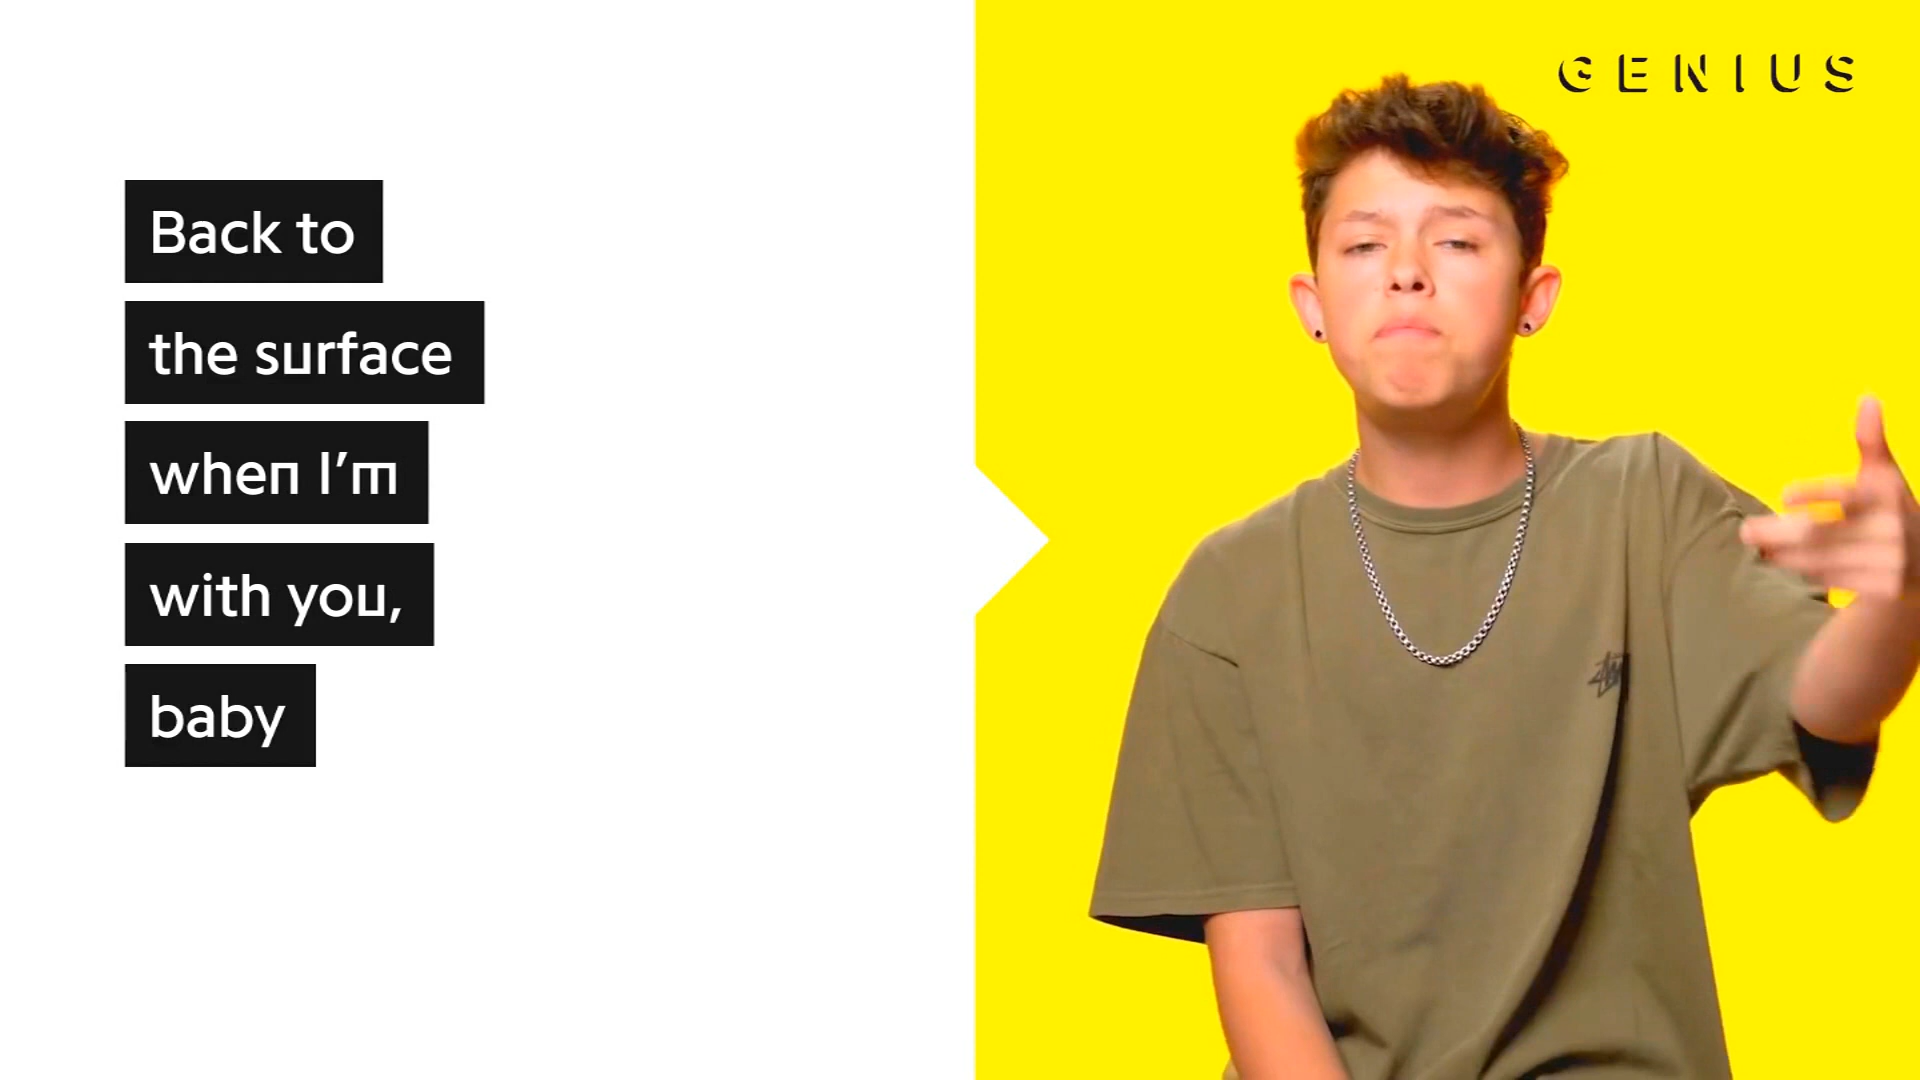 GENIUS
Back to
the surface
when I’m
with you,
baby